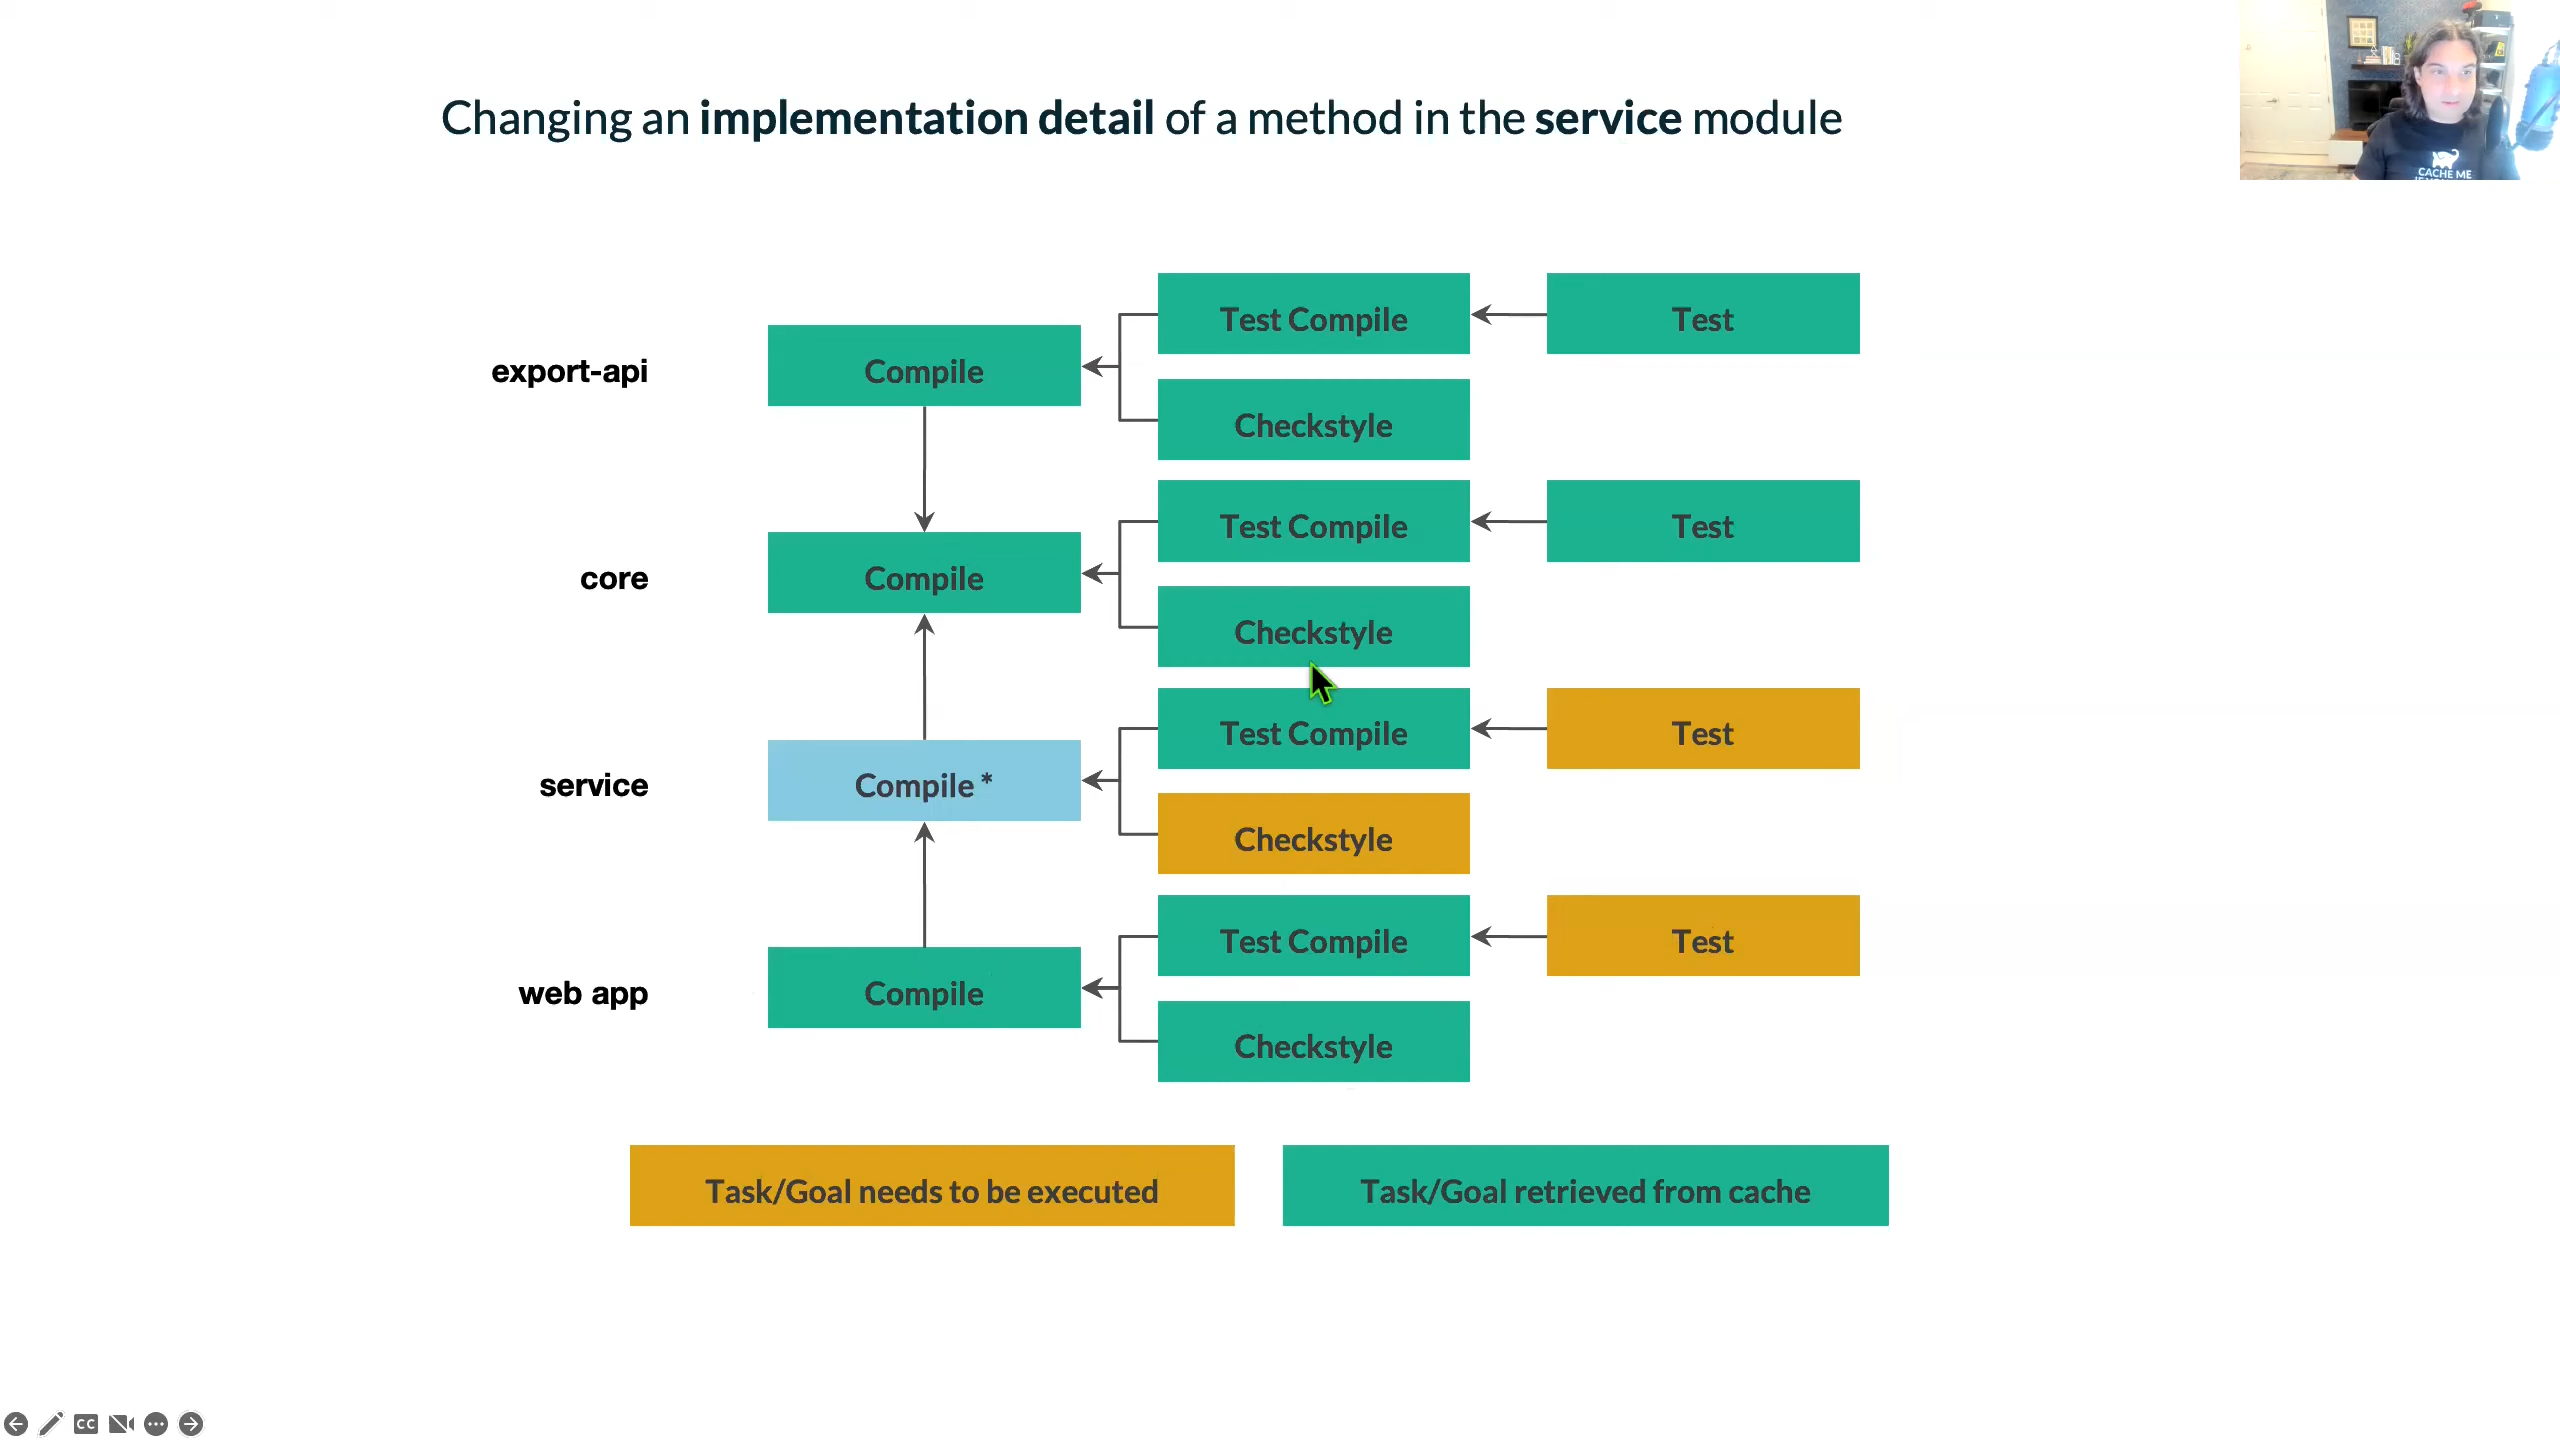 Changing an implementation detail of a method in the service module
CACHE ME
export-api
Compile
Test Compile
Test
Checkstyle
core
Compile
Test Compile
Test
Checkstyle
service
Compile *
Test Compile
Test
Checkstyle
web app
Compile
Test Compile
Test
Checkstyle
Task/Goal needs to be executed
Task/Goal retrieved from cache
CC